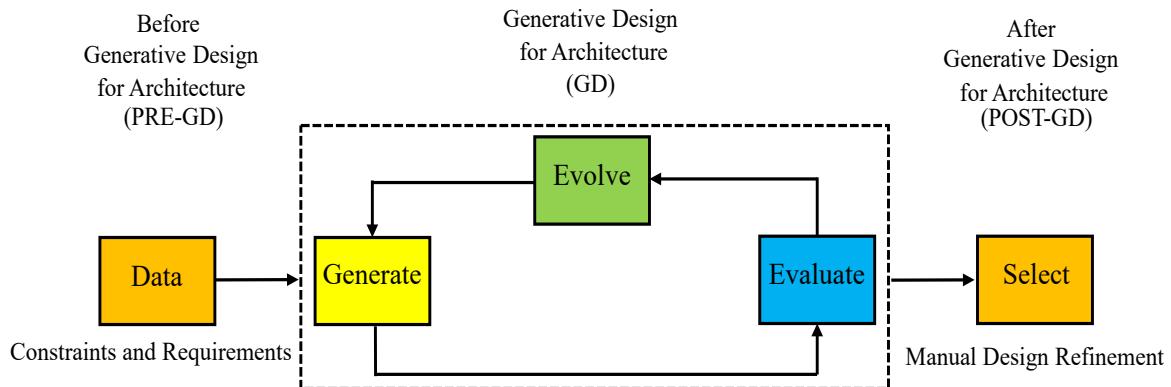 Before
Generative Design
for Architecture
(PRE-GD)
Generative Design
for Architecture
(GD)
After
Generative Design
for Architecture
(POST-GD)
Evolve
Data
Generate
Evaluate
Select
Constraints and Requirements
Manual Design Refinement